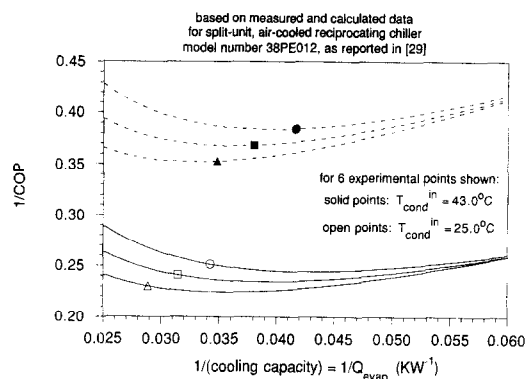 based on measured and calculated data
for split-unit, air-cooled reciprocating chiller
model number 38PE012, as reported in [29]
0.45
0.40
0.35
0.30
0.25
0.20
1/COP
for 6 experimental points shown:
solid points: T_cond^in = 43.0°C
open points: T_cond^in = 25.0°C
0.025 0.030 0.035 0.040 0.045 0.050 0.055 0.060
1/(cooling capacity) = 1/Q_evap (KW^-1)